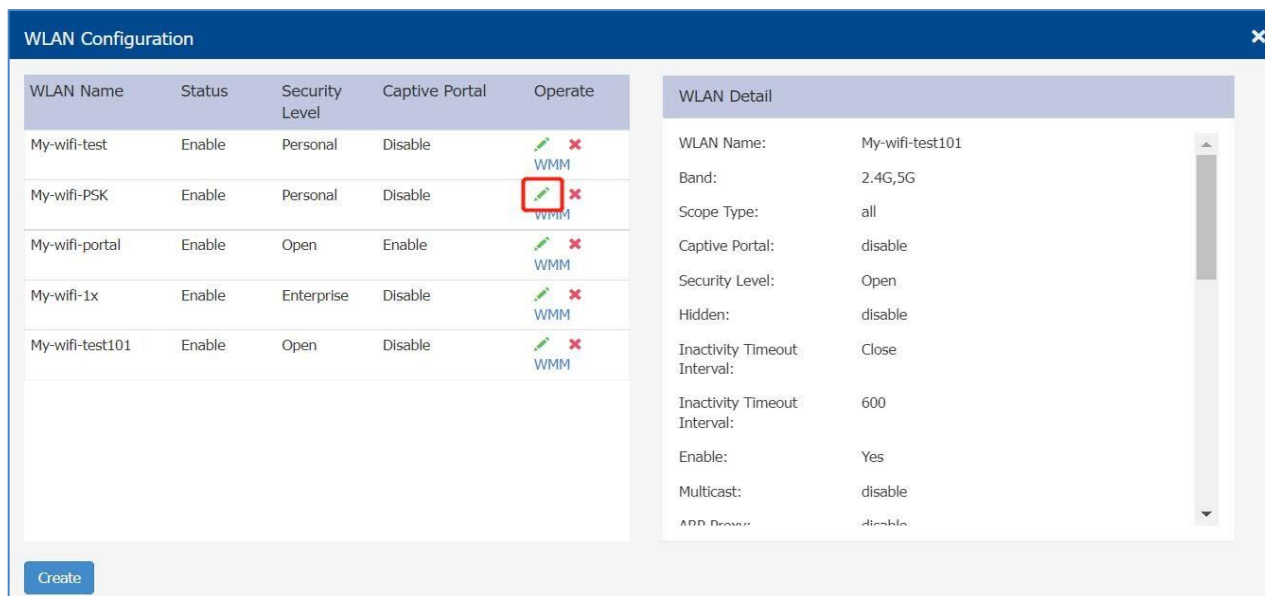 WLAN Configuration
WLAN Name Status Security Level Captive Portal Operate
My-wifi-test Enable Personal Disable
WMM
My-wifi-PSK Enable Personal Disable
WMM
My-wifi-portal Enable Open Enable
WMM
My-wifi-1x Enable Enterprise Disable
WMM
My-wifi-test101 Enable Open Disable
WMM
Create
WLAN Detail
WLAN Name: My-wifi-test101
Band: 2.4G,5G
Scope Type: all
Captive Portal: disable
Security Level: Open
Hidden: disable
Inactivity Timeout Close
Interval:
Inactivity Timeout 600
Interval:
Enable: Yes
Multicast: disable
ARP Proxy: disable